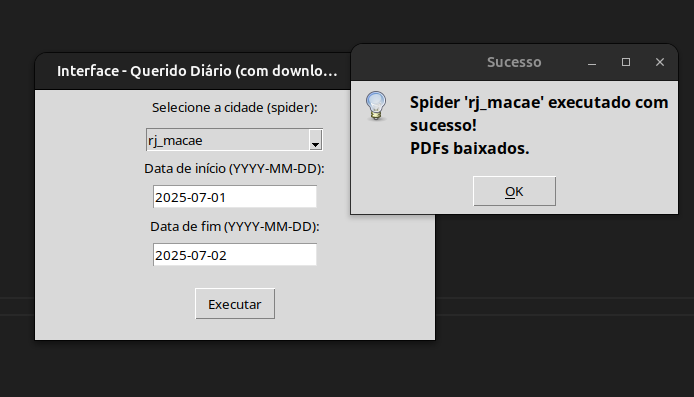 Interface - Querido Diário (com downlo...
Selecione a cidade (spider):
rj_macae
Data de início (YYYY-MM-DD):
2025-07-01
Data de fim (YYYY-MM-DD):
2025-07-02
Executar
Sucesso
Spider 'rj_macae' executado com
sucesso!
PDFs baixados.
OK